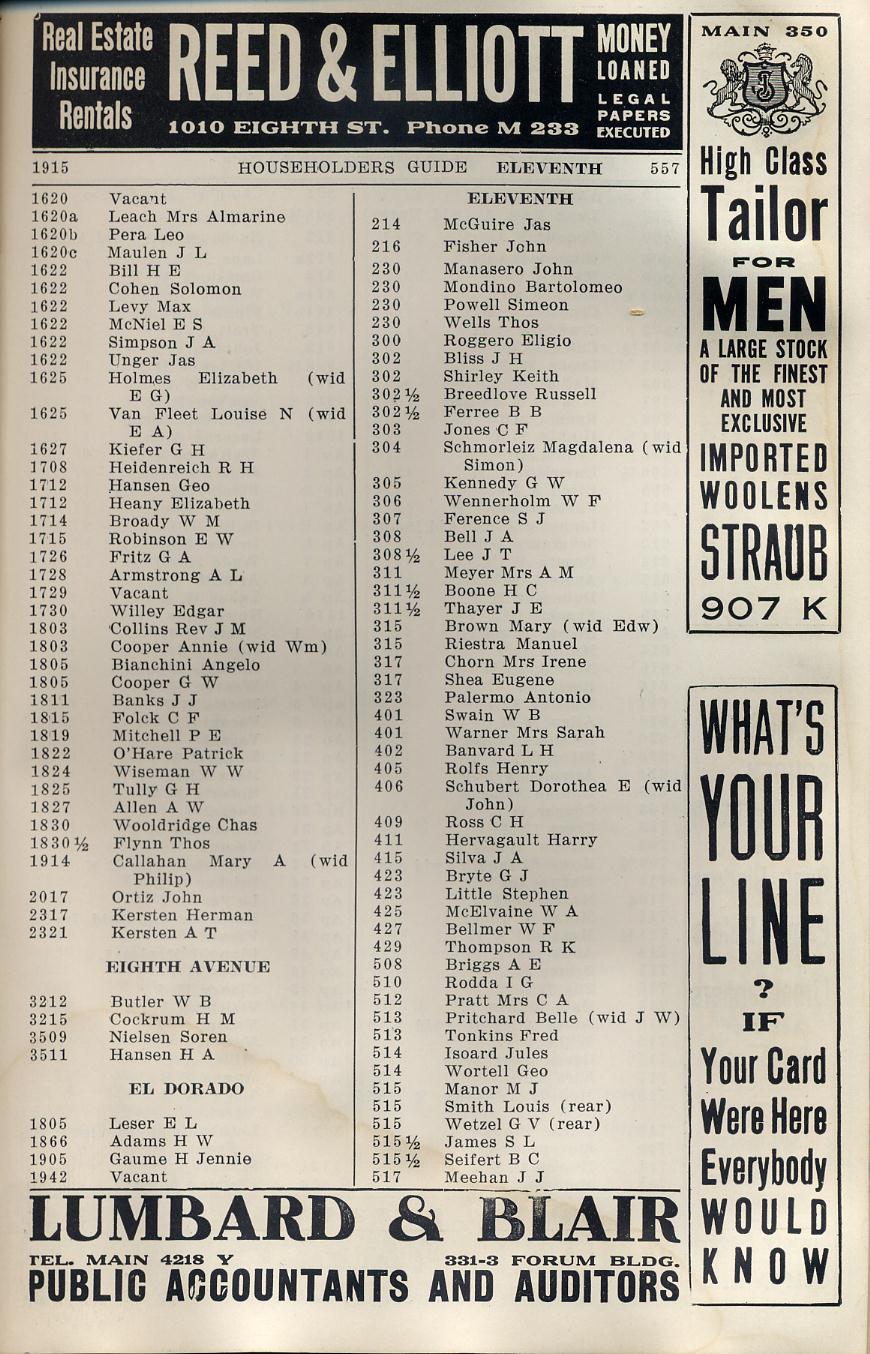 Real Estate
Insurance
Rentals
REED & ELLIOTT
1010 EIGHTH ST. Phone M 233
MONEY
LOANED
LEGAL
PAPERS
EXECUTED
1915 HOUSEHOLDERS GUIDE ELEVENTH 557
1620 Vacant
1620a Leach Mrs Almarine
1620b Pera Leo
1620c Maulen J L
1622 Bill H E
1622 Cohen Solomon
1622 Levy Max
1622 McNiel E S
1622 Simpson J A
1622 Unger Jas
1625 Holmes Elizabeth (wid
E G)
1625 Van Fleet Louise N (wid
E A)
1627 Kiefer G H
1708 Heidenreich R H
1712 Hansen Geo
1712 Heany Elizabeth
1714 Broady W M
1715 Robinson E W
1726 Fritz G A
1728 Armstrong A L
1729 Vacant
1730 Willey Edgar
1803 Collins Rev J M
1803 Cooper Annie (wid Wm)
1805 Bianchini Angelo
1805 Cooper G W
1811 Banks J J
1815 Folck C F
1819 Mitchell P E
1822 O'Hare Patrick
1824 Wiseman W W
1825 Tully G H
1827 Allen A W
1830 Wooldridge Chas
1830½ Flynn Thos
1914 Callahan Mary A (wid
Philip)
2017 Ortiz John
2317 Kersten Herman
2321 Kersten A T
EIGHTH AVENUE
3212 Butler W B
3215 Cockrum H M
3509 Nielsen Soren
3511 Hansen H A
EL DORADO
1805 Leser E L
1866 Adams H W
1905 Gaume H Jennie
1942 Vacant
ELEVENTH
214 McGuire Jas
216 Fisher John
230 Manasero John
230 Mondino Bartolomeo
230 Powell Simeon
230 Wells Thos
300 Roggero Eligio
302 Bliss J H
302 Shirley Keith
302½ Breedlove Russell
302½ Ferree B B
303 Jones C F
304 Schmorleiz Magdalena (wid
Simon)
305 Kennedy G W
306 Wennerholm W F
307 Ference S J
308 Bell J A
308½ Lee J T
311 Meyer Mrs A M
311½ Boone H C
311½ Thayer J E
315 Brown Mary (wid Edw)
315 Riestra Manuel
317 Chorn Mrs Irene
317 Shea Eugene
323 Palermo Antonio
401 Swain W B
401 Warner Mrs Sarah
402 Banvard L H
405 Rolfs Henry
406 Schubert Dorothea E (wid
John)
409 Ross C H
411 Hervagault Harry
415 Silva J A
423 Bryte G J
423 Little Stephen
425 McElvaine W A
427 Bellmer W F
429 Thompson R K
508 Briggs A E
510 Rodda I G
512 Pratt Mrs C A
513 Pritchard Belle (wid J W)
513 Tonkins Fred
514 Isoard Jules
514 Wortell Geo
515 Manor M J
515 Smith Louis (rear)
515 Wetzel G V (rear)
515½ James S L
515½ Seifert B C
517 Meehan J J
LUMBARD & BLAIR
TEL. MAIN 4218 Y 331-3 FORUM BLDG.
PUBLIC ACCOUNTANTS AND AUDITORS
MAIN 350
High Class
Tailor
FOR
MEN
A LARGE STOCK
OF THE FINEST
AND MOST
EXCLUSIVE
IMPORTED
WOOLENS
STRAUB
907 K
WHAT'S
YOUR
LINE
?
IF
Your Card
Were Here
Everybody
WOULD
KNOW